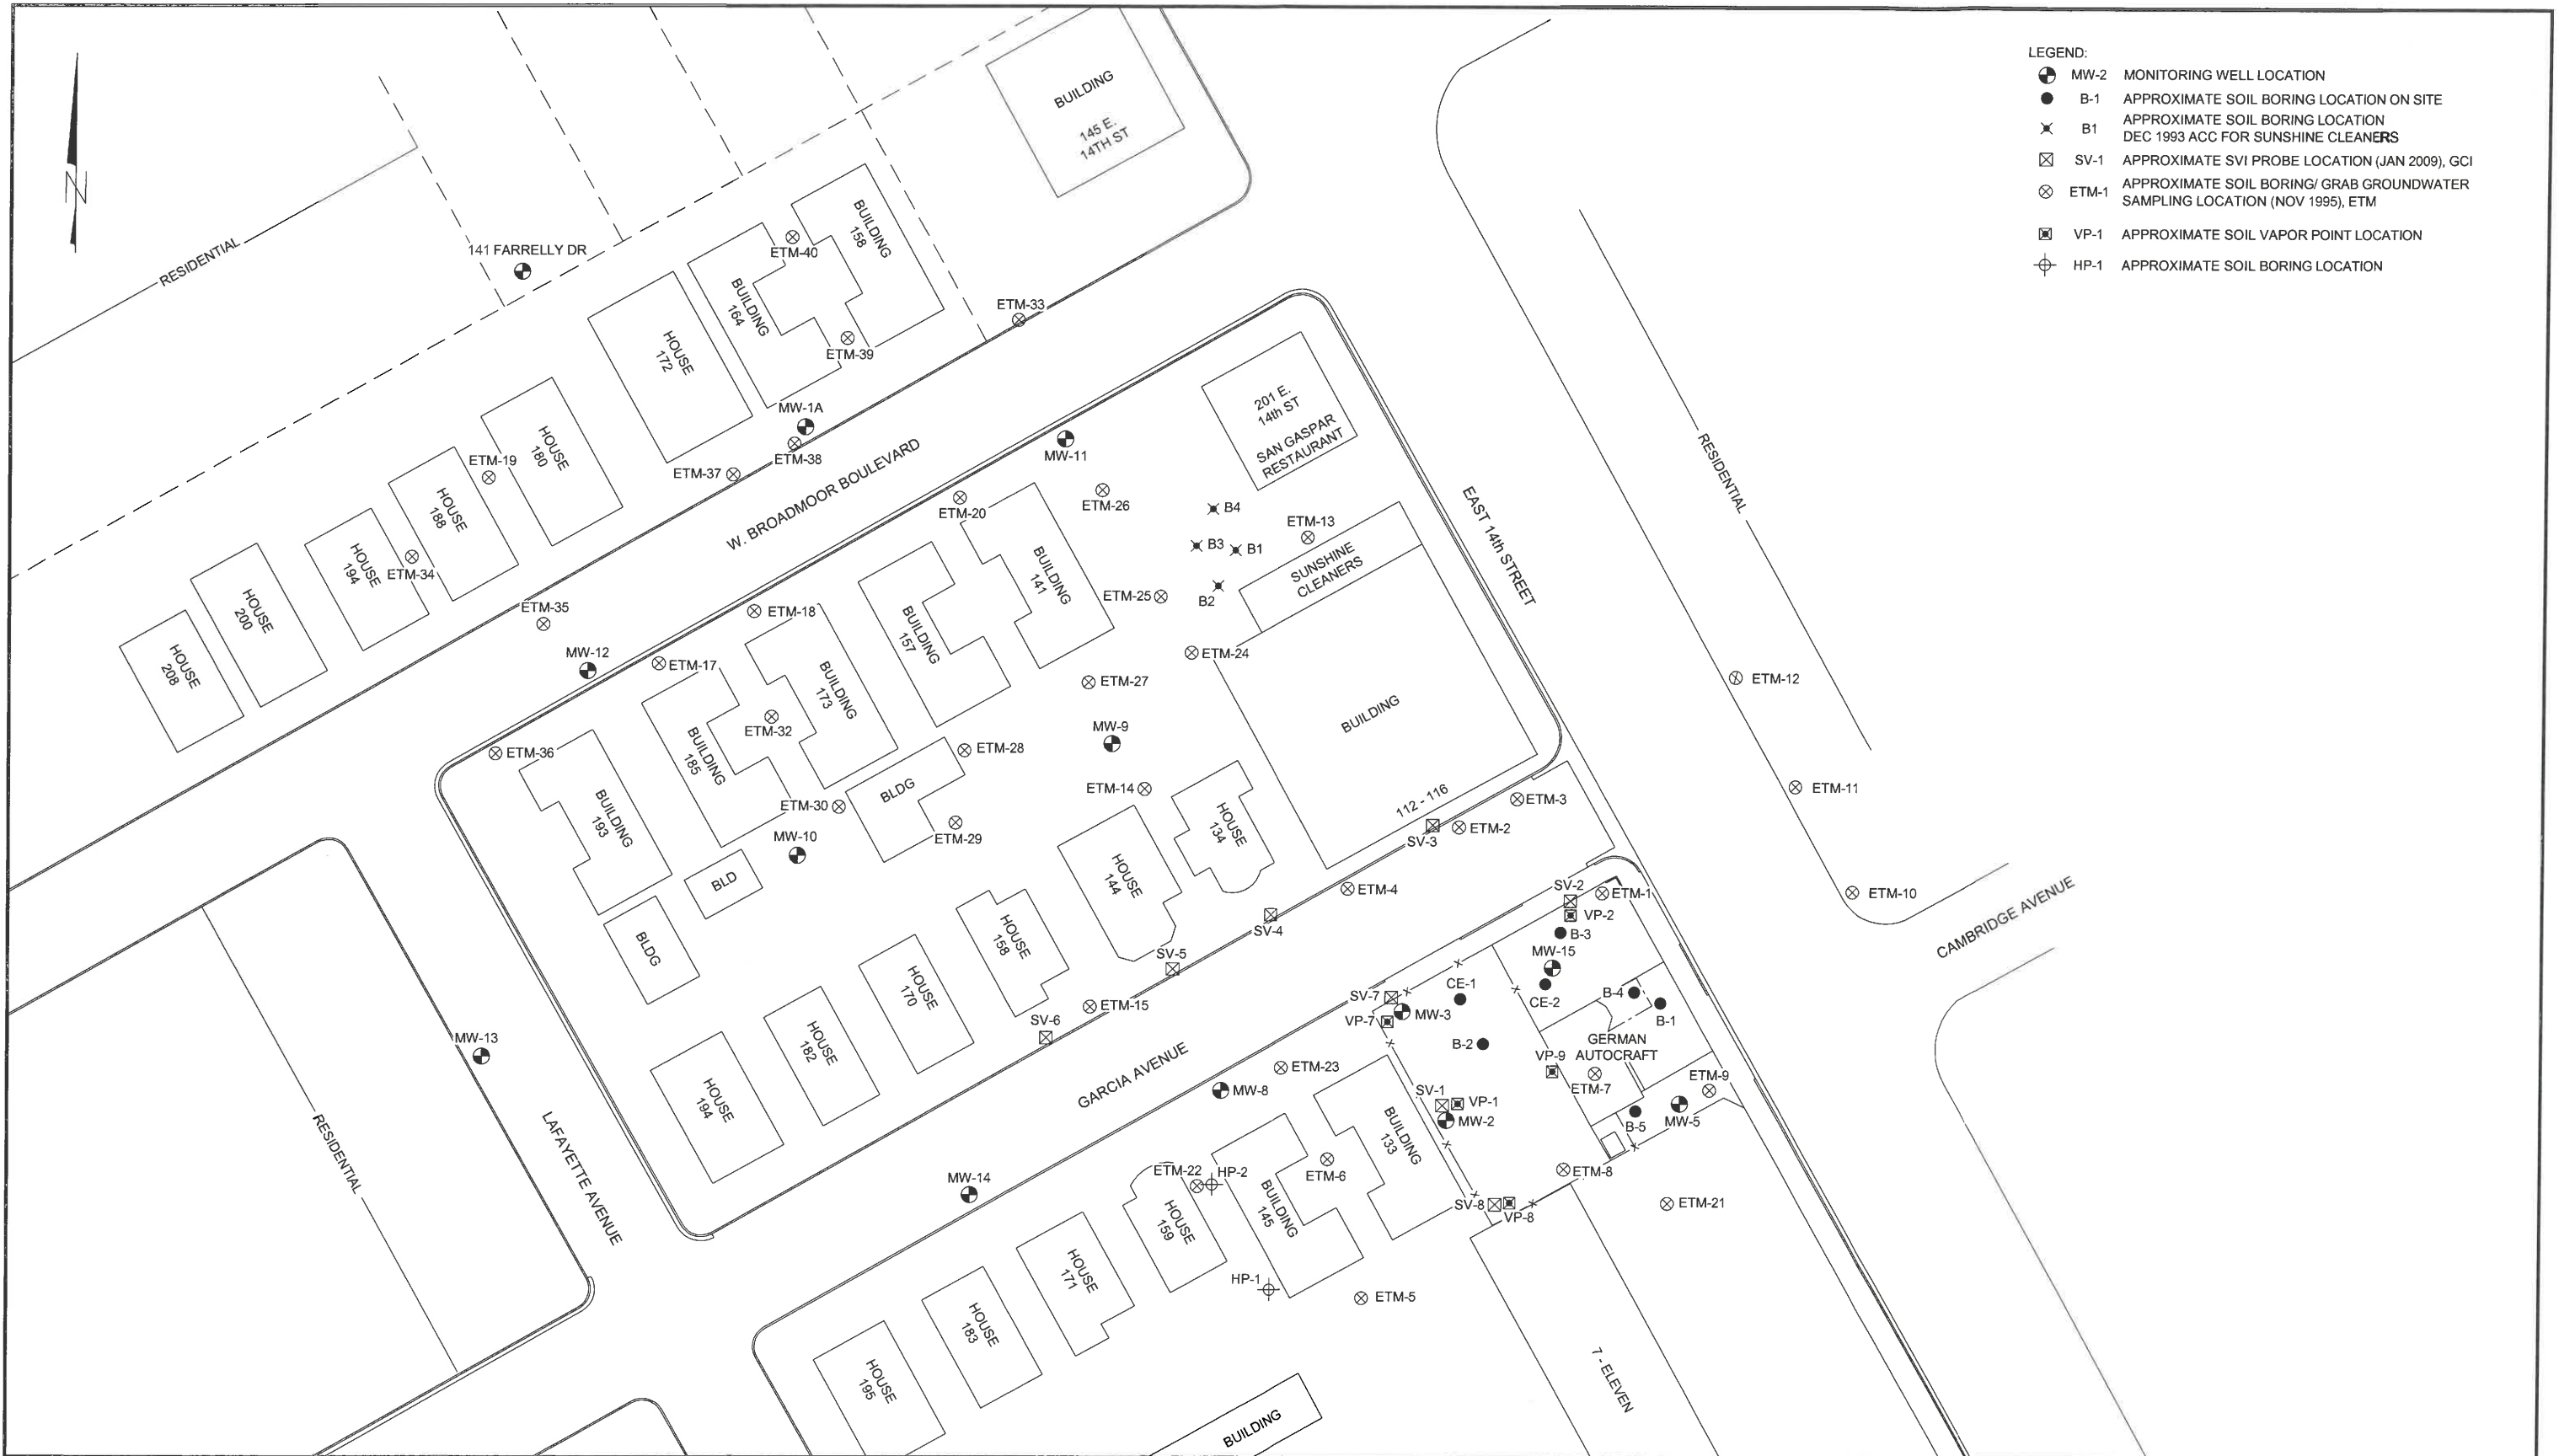 LEGEND:
MW-2 MONITORING WELL LOCATION
B-1 APPROXIMATE SOIL BORING LOCATION ON SITE
B1 APPROXIMATE SOIL BORING LOCATION
DEC 1993 ACC FOR SUNSHINE CLEANERS
SV-1 APPROXIMATE SVI PROBE LOCATION (JAN 2009), GCI
ETM-1 APPROXIMATE SOIL BORING/ GRAB GROUNDWATER
SAMPLING LOCATION (NOV 1995), ETM
VP-1 APPROXIMATE SOIL VAPOR POINT LOCATION
HP-1 APPROXIMATE SOIL BORING LOCATION
N
BUILDING
145 E.
14TH ST
RESIDENTIAL
141 FARRELLY DR
ETM-40
BUILDING
158
BUILDING
164
ETM-39
ETM-33
HOUSE
172
MW-1A
ETM-38
ETM-37
ETM-19
HOUSE
180
HOUSE
188
HOUSE
194
ETM-34
HOUSE
200
HOUSE
208
ETM-35
W. BROADMOOR BOULEVARD
MW-11
201 E.
14th ST
SAN GASPAR
RESTAURANT
ETM-26
ETM-20
B4
ETM-13
B3
B1
B2
SUNSHINE
CLEANERS
EAST 14th STREET
RESIDENTIAL
BUILDING
141
ETM-25
ETM-18
BUILDING
157
MW-12
ETM-17
ETM-24
ETM-27
BUILDING
173
ETM-32
BUILDING
185
MW-9
BUILDING
ETM-12
ETM-36
ETM-28
BLDG
ETM-30
ETM-14
ETM-11
BUILDING
193
ETM-29
MW-10
HOUSE
134
112 - 116
ETM-3
ETM-2
SV-3
BLD
HOUSE
144
ETM-4
SV-2
ETM-1
VP-2
ETM-10
CAMBRIDGE AVENUE
BLDG
HOUSE
158
SV-4
B-3
MW-15
SV-5
HOUSE
170
ETM-15
SV-6
SV-7
CE-1
CE-2
B-4
B-1
MW-3
VP-7
MW-13
HOUSE
182
B-2
GERMAN
AUTOCRAFT
VP-9
ETM-7
ETM-9
GARCIA AVENUE
ETM-23
MW-8
HOUSE
194
SV-1
VP-1
MW-2
B-5
MW-5
BUILDING
133
RESIDENTIAL
LAFAYETTE AVENUE
MW-14
ETM-22
HP-2
ETM-6
ETM-8
SV-8
VP-8
ETM-21
HOUSE
159
BUILDING
145
HOUSE
171
HP-1
ETM-5
HOUSE
183
HOUSE
195
7 - ELEVEN
BUILDING